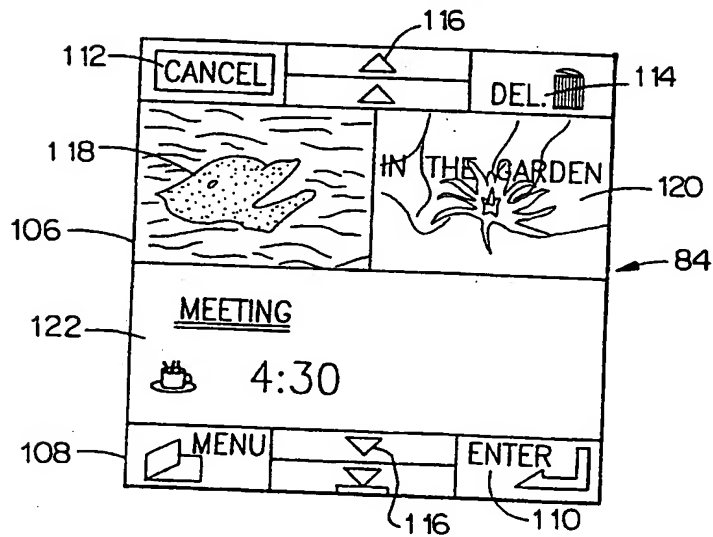 116
112
CANCEL
DEL.
114
118
IN THE GARDEN
120
106
84
122
MEETING
4:30
108
MENU
ENTER
110
116